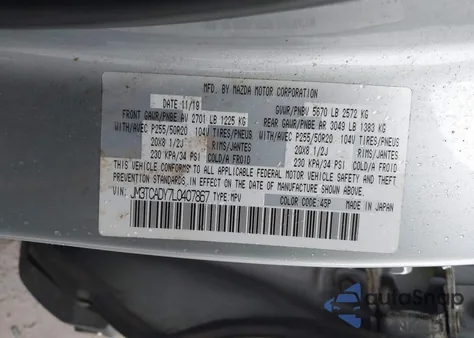 MFD. BY MAZDA MOTOR CORPORATION
DATE 11/19 GVWR/PNBV 5670 LB 2572 KG
FRONT GAWR/PNBE AV 2701 LB 1225 KG REAR GAWR/PNBE AR 3049 LB 1383 KG
WITH/AVEC P255/50R20 104V TIRES/PNEUS WITH/AVEC P255/50R20 104V TIRES/PNEUS
20X8 1/2J RIMS/JANTES 20X8 1/2J RIMS/JANTES
230 KPA/34 PSI COLD/A FROID 230 KPA/34 PSI COLD/A FROID
THIS VEHICLE CONFORMS TO ALL APPLICABLE FEDERAL MOTOR VEHICLE SAFETY AND
THEFT PREVENTION STANDARDS IN EFFECT ON THE DATE OF MANUFACTURE SHOWN ABOVE.
VIN: JM3TCADY7L0407867 TYPE:MPV COLOR CODE:45P MADE IN JAPAN
AutoSnap